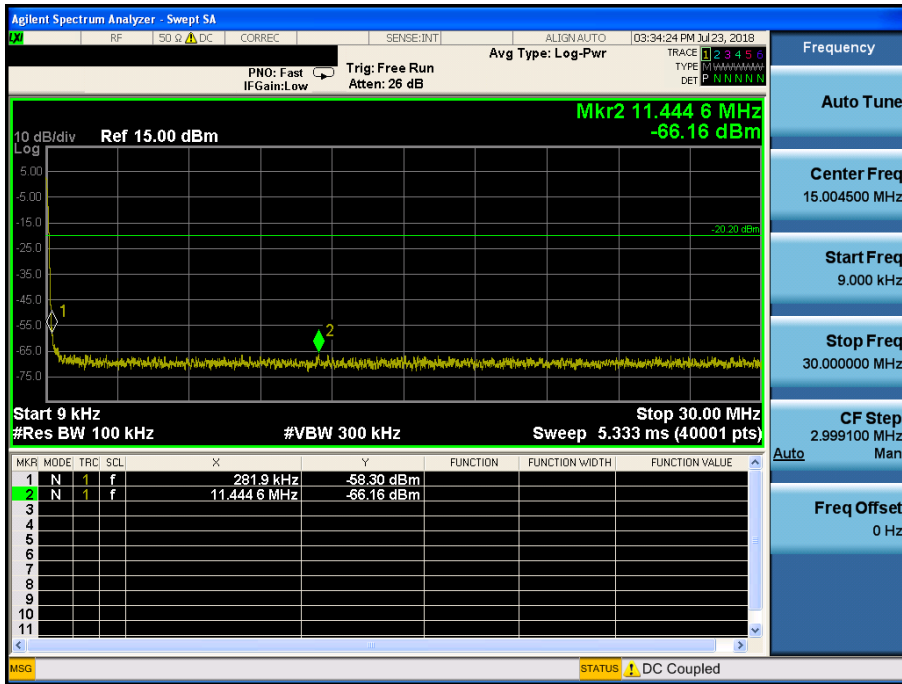 Agilent Spectrum Analyzer - Swept SA
LXI RF 50 Ω DC CORREC SENSE:INT ALIGN AUTO 03:34:24 PM Jul 23, 2018
Avg Type: Log-Pwr
TRACE 1 2 3 4 5 6
TYPE M WWWWW
DET P N N N N N
PNO: Fast
IFGain:Low
Trig: Free Run
Atten: 26 dB
Mkr2 11.444 6 MHz
-66.16 dBm
10 dB/div Ref 15.00 dBm
Log
5.00
-5.00
-15.0
-20.20 dBm
-25.0
-35.0
-45.0
-55.0
-65.0
-75.0
1
2
Start 9 kHz Stop 30.00 MHz
#Res BW 100 kHz #VBW 300 kHz Sweep 5.333 ms (40001 pts)
MKR MODE TRC SCL X Y FUNCTION FUNCTION WIDTH FUNCTION VALUE
1 N 1 f 281.9 kHz -58.30 dBm
2 N 1 f 11.444 6 MHz -66.16 dBm
3
4
5
6
7
8
9
10
11
MSG STATUS DC Coupled
Frequency
Auto Tune
Center Freq
15.004500 MHz
Start Freq
9.000 kHz
Stop Freq
30.000000 MHz
CF Step
2.999100 MHz
Auto Man
Freq Offset
0 Hz